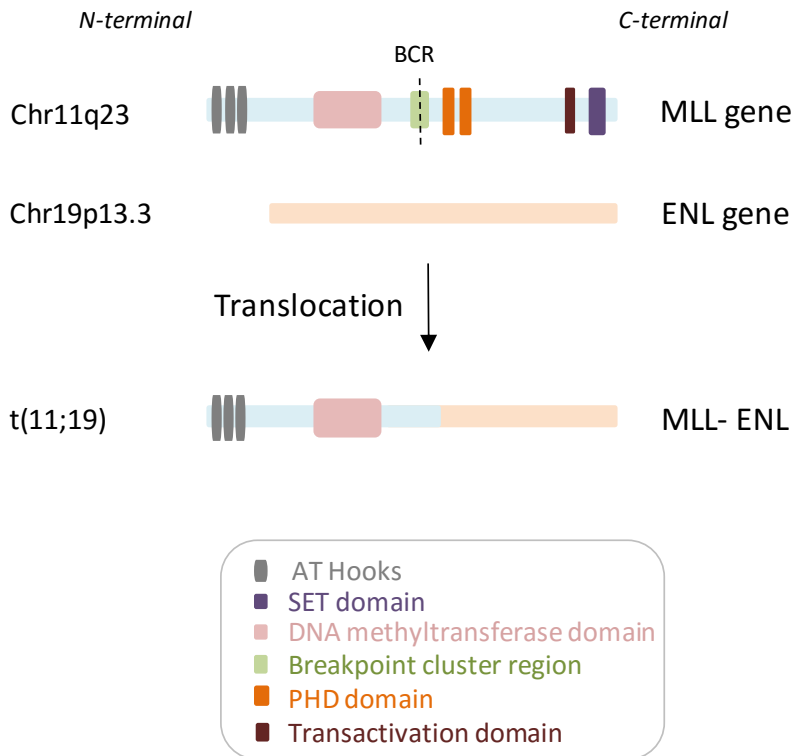 N-terminal C-terminal
BCR
Chr11q23 MLL gene
Chr19p13.3 ENL gene
Translocation
t(11;19) MLL- ENL
AT Hooks
SET domain
DNA methyltransferase domain
Breakpoint cluster region
PHD domain
Transactivation domain